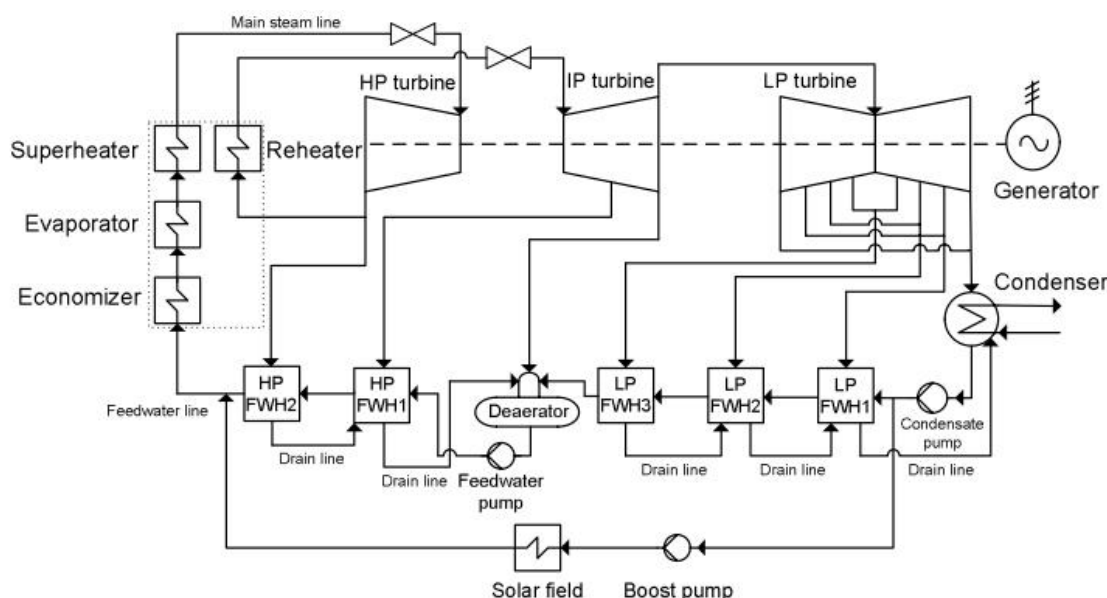 Main steam line
HP turbine
IP turbine
LP turbine
Superheater
Reheater
Generator
Evaporator
Economizer
Condenser
HP
FWH2
HP
FWH1
Deaerator
LP
FWH3
LP
FWH2
LP
FWH1
Condensate
pump
Feedwater line
Drain line
Drain line
Feedwater
pump
Drain line
Drain line
Drain line
Solar field
Boost pump